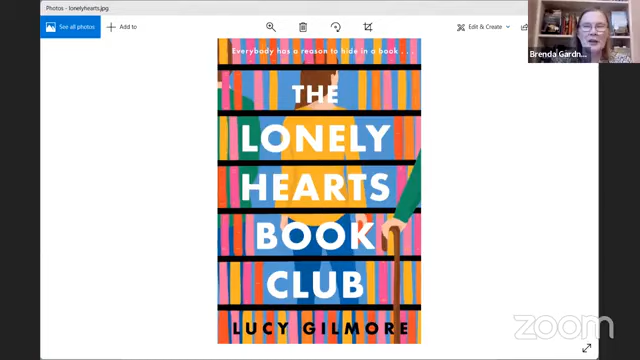 Photos - lonelyhearts.jpg
See all photos
Add to
Edit & Create
Brenda Gardn...
Everybody has a reason to hide in a book . . .
THE
LONELY
HEARTS
BOOK
CLUB
LUCY GILMORE
zoom